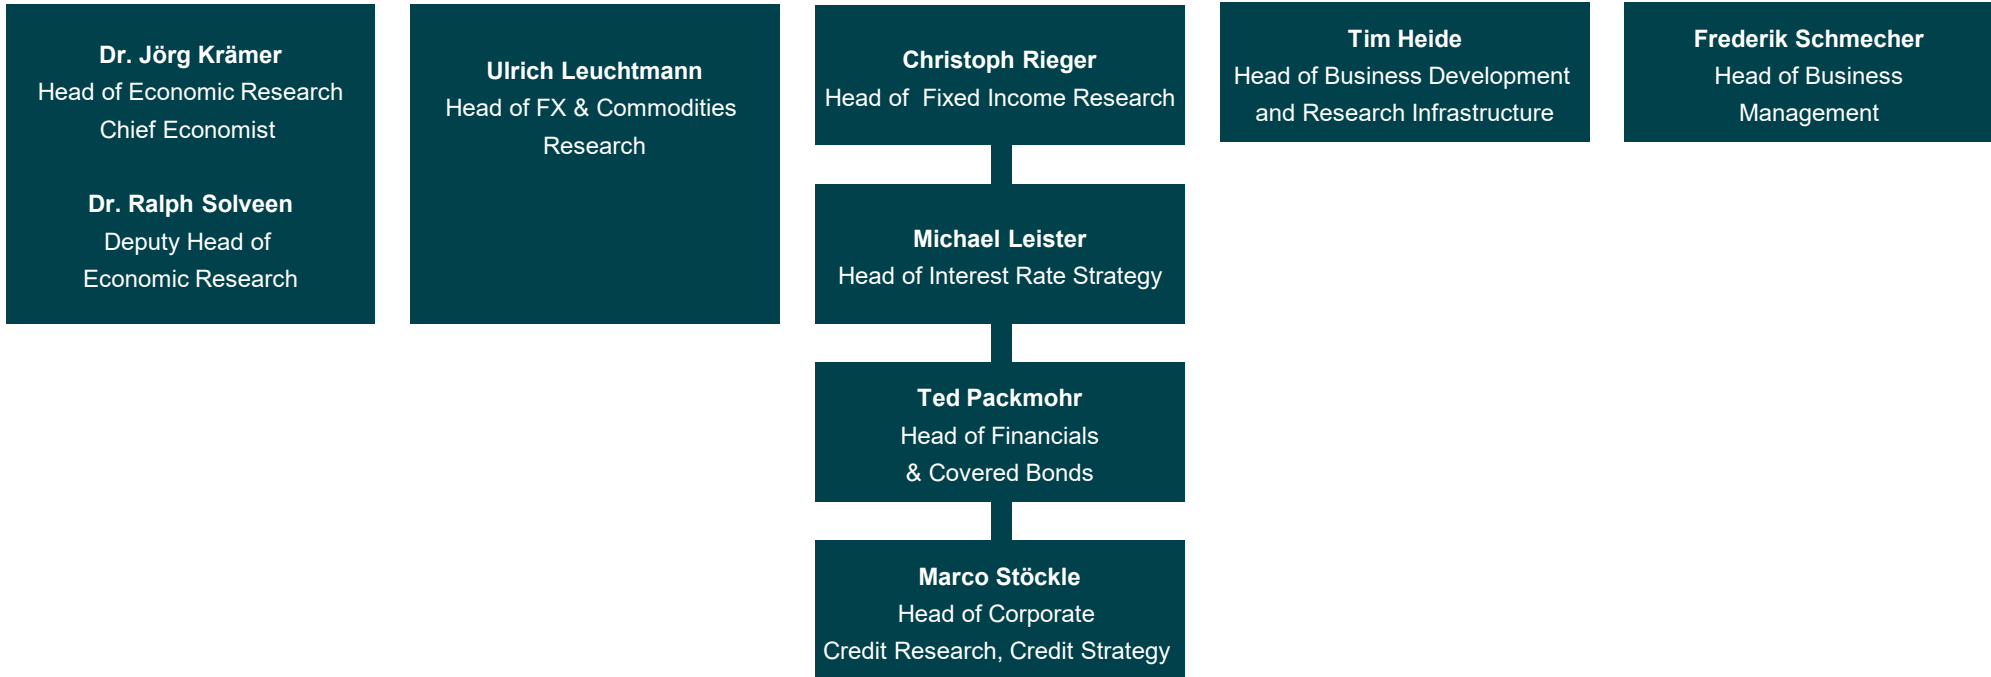 Dr. Jörg Krämer
Head of Economic Research
Chief Economist
Dr. Ralph Solveen
Deputy Head of
Economic Research
Ulrich Leuchtmann
Head of FX & Commodities
Research
Christoph Rieger
Head of  Fixed Income Research
Michael Leister
Head of Interest Rate Strategy
Ted Packmohr
Head of Financials
& Covered Bonds
Marco Stöckle
Head of Corporate
Credit Research, Credit Strategy
Tim Heide
Head of Business Development
and Research Infrastructure
Frederik Schmecher
Head of Business
Management